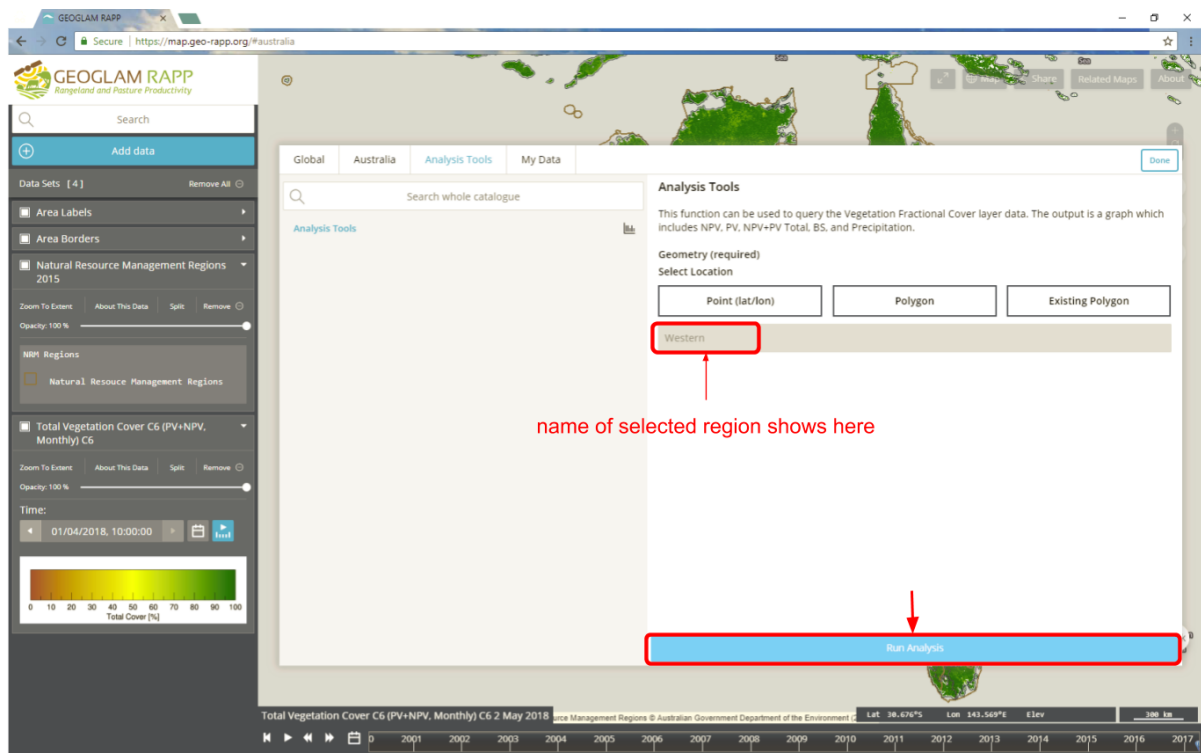 GEOGLAM RAPP
Secure | https://map.geo-rapp.org/#australia
GEOGLAM RAPP
Rangeland and Pasture Productivity
Map
Share
Related Maps
About
Search
Add data
Data Sets [4]
Remove All
Area Labels
Area Borders
Natural Resource Management Regions
2015
Zoom To Extent
About This Data
Split
Remove
Opacity: 100 %
NRM Regions
Natural Resouce Management Regions
Total Vegetation Cover C6 (PV+NPV,
Monthly) C6
Zoom To Extent
About This Data
Split
Remove
Opacity: 100 %
Time:
01/04/2018, 10:00:00
0 10 20 30 40 50 60 70 80 90 100
Total Cover [%]
Global
Australia
Analysis Tools
My Data
Done
Search whole catalogue
Analysis Tools
Analysis Tools
This function can be used to query the Vegetation Fractional Cover layer data. The output is a graph which
includes NPV, PV, NPV+PV Total, BS, and Precipitation.
Geometry (required)
Select Location
Point (lat/lon)
Polygon
Existing Polygon
Western
name of selected region shows here
Run Analysis
Total Vegetation Cover C6 (PV+NPV, Monthly) C6 2 May 2018
Management Regions © Australian Government Department of the Environment
Lat 30.676°S
Lon 143.569°E
Elev
300 km
2001 2002 2003 2004 2005 2006 2007 2008 2009 2010 2011 2012 2013 2014 2015 2016 2017